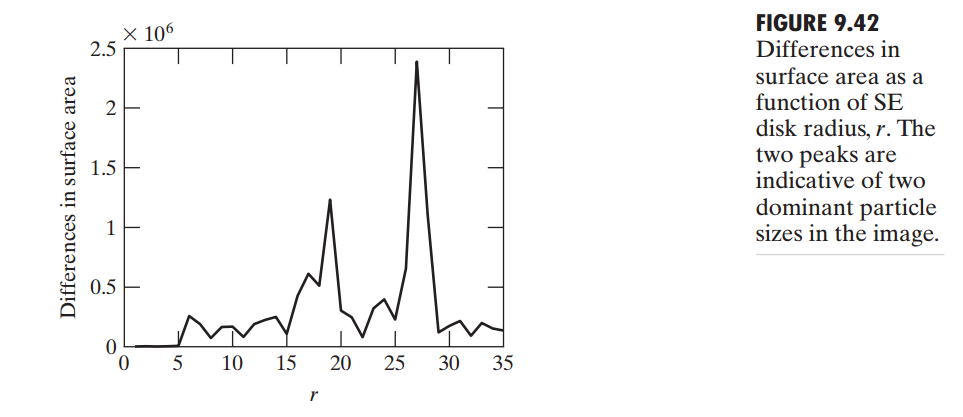 × 10⁶
2.5
2
1.5
1
0.5
0
Differences in surface area
0 5 10 15 20 25 30 35
r
FIGURE 9.42
Differences in
surface area as a
function of SE
disk radius, r. The
two peaks are
indicative of two
dominant particle
sizes in the image.